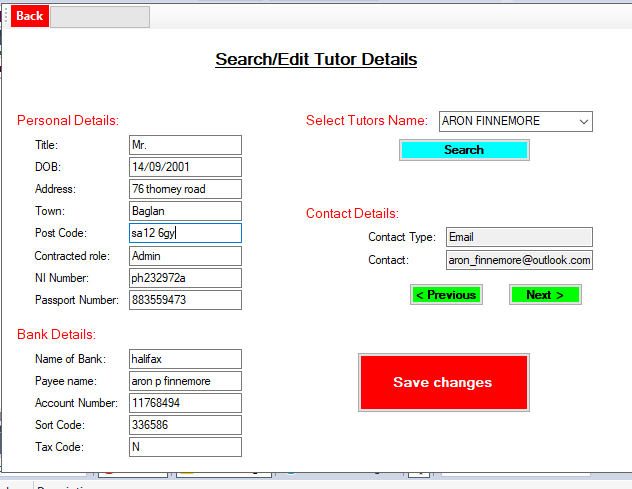 Back
Search/Edit Tutor Details
Personal Details:
Title: Mr.
DOB: 14/09/2001
Address: 76 thorney road
Town: Baglan
Post Code: sa12 6gy
Contracted role: Admin
NI Number: ph232972a
Passport Number: 883559473
Bank Details:
Name of Bank: halifax
Payee name: aron p finnemore
Account Number: 11768494
Sort Code: 336586
Tax Code: N
Select Tutors Name: ARON FINNEMORE
Search
Contact Details:
Contact Type: Email
Contact: aron_finnemore@outlook.com
< Previous Next >
Save changes